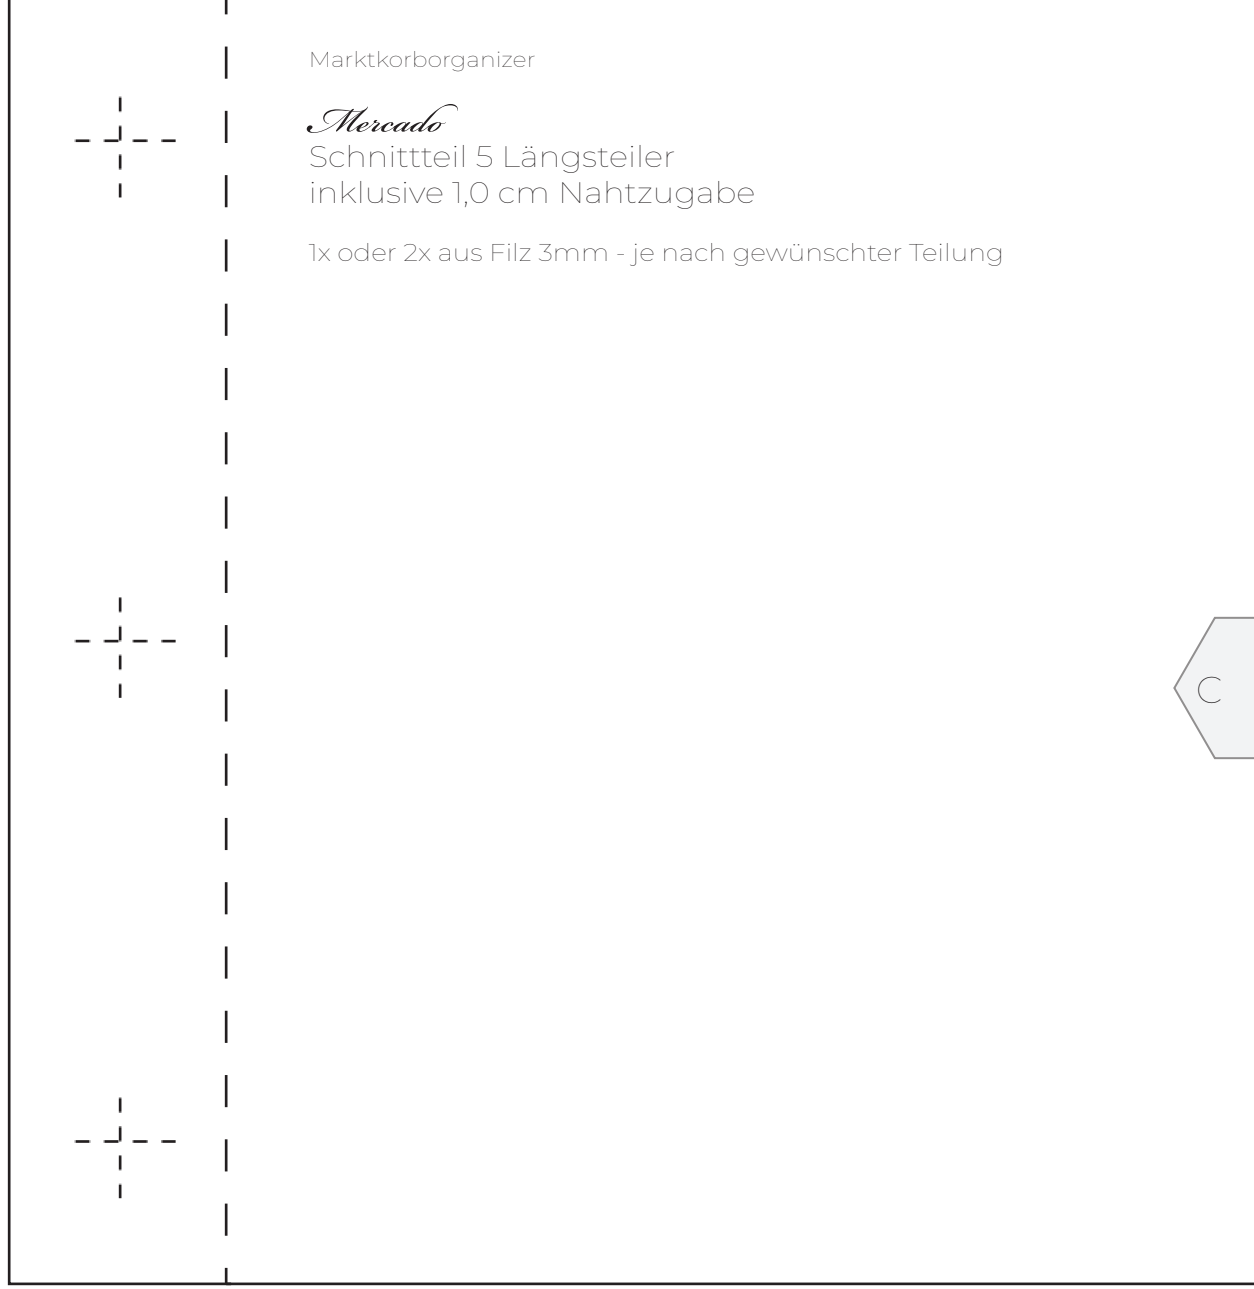 Marktkorborganizer
Mercado
Schnittteil 5 Längsteiler
inklusive 1,0 cm Nahtzugabe
1x oder 2x aus Filz 3mm - je nach gewünschter Teilung
C